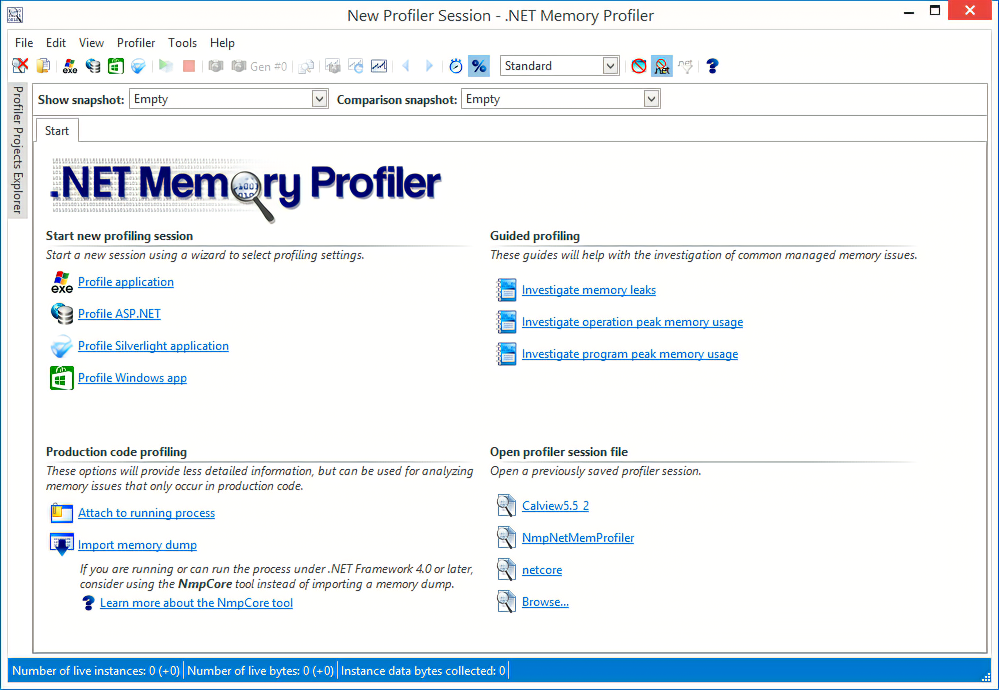 New Profiler Session - .NET Memory Profiler
File Edit View Profiler Tools Help
Gen #0 Standard
Show snapshot: Empty Comparison snapshot: Empty
Profiler Projects Explorer
Start
.NET Memory Profiler
Start new profiling session
Start a new session using a wizard to select profiling settings.
exe Profile application
Profile ASP.NET
Profile Silverlight application
Profile Windows app
Guided profiling
These guides will help with the investigation of common managed memory issues.
Investigate memory leaks
Investigate operation peak memory usage
Investigate program peak memory usage
Production code profiling
These options will provide less detailed information, but can be used for analyzing
memory issues that only occur in production code.
Attach to running process
Import memory dump
If you are running or can run the process under .NET Framework 4.0 or later,
consider using the NmpCore tool instead of importing a memory dump.
? Learn more about the NmpCore tool
Open profiler session file
Open a previously saved profiler session.
Calview5.5 2
NmpNetMemProfiler
netcore
Browse...
Number of live instances: 0 (+0) Number of live bytes: 0 (+0) Instance data bytes collected: 0